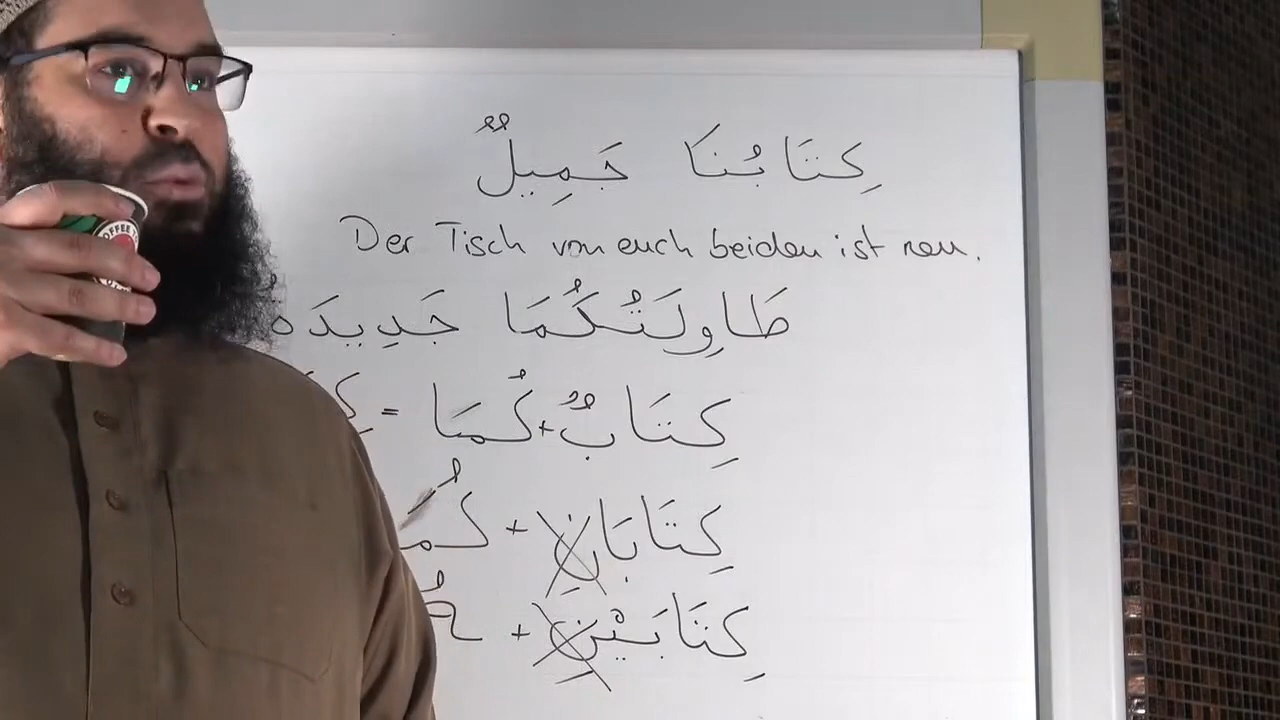 كِتَابُنَا جَمِيلٌ
Der Tisch von euch beiden ist neu.
طَاوِلَتُكُمَا جَدِيدَةٌ
كِتَابٌ + كُمَا =
كِتَابَانِ +
كِتَابَيْنِ +